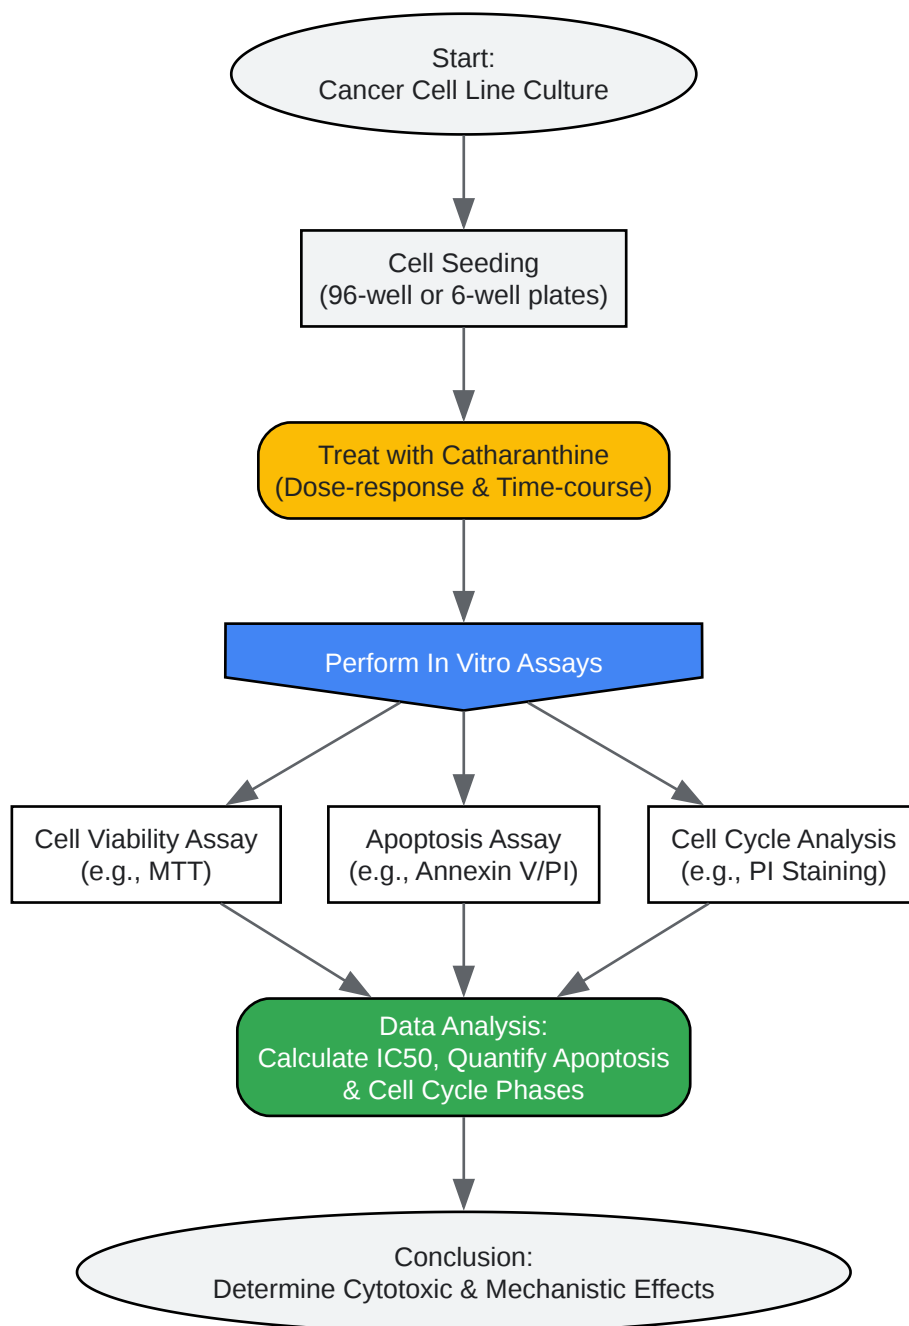 Start:
Cancer Cell Line Culture
Cell Seeding
(96-well or 6-well plates)
Treat with Catharanthine
(Dose-response & Time-course)
Perform In Vitro Assays
Cell Viability Assay
(e.g., MTT)
Apoptosis Assay
(e.g., Annexin V/PI)
Cell Cycle Analysis
(e.g., PI Staining)
Data Analysis:
Calculate IC50, Quantify Apoptosis
& Cell Cycle Phases
Conclusion:
Determine Cytotoxic & Mechanistic Effects